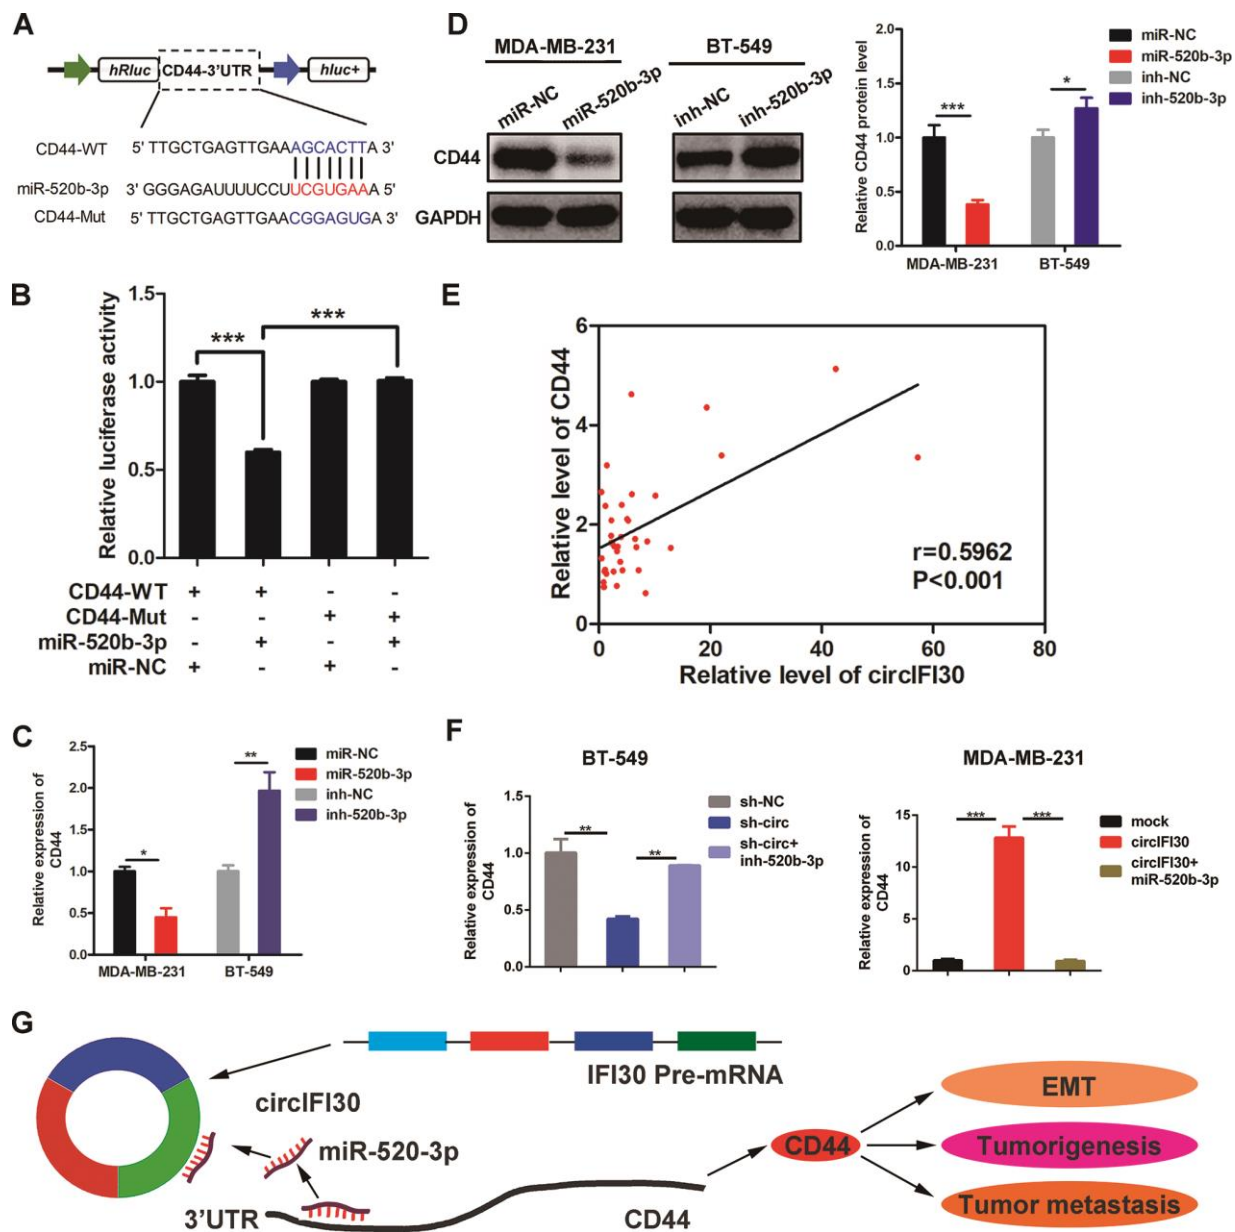 A
hRluc CD44-3'UTR hluc+
CD44-WT 5' TTGCTGAGTTGAAAGCACTTA 3'
miR-520b-3p 3' GGGAGAUUUUCCUUCGUGAAA 5'
CD44-Mut 5' TTGCTGAGTTGAACGGAGUGA 3'
B
Relative luciferase activity
1.5
1.0
0.5
0.0
*** ***
CD44-WT + + - -
CD44-Mut - - + +
miR-520b-3p - + - +
miR-NC + - + -
C
Relative expression of
CD44
2.5
2.0
1.5
1.0
0.5
0.0
* **
MDA-MB-231 BT-549
miR-NC
miR-520b-3p
inh-NC
inh-520b-3p
D
MDA-MB-231 BT-549
miR-NC miR-520b-3p inh-NC inh-520b-3p
CD44
GAPDH
Relative CD44 protein level
2.0
1.5
1.0
0.5
0.0
*** *
MDA-MB-231 BT-549
miR-NC
miR-520b-3p
inh-NC
inh-520b-3p
E
Relative level of CD44
6
4
2
0
0 20 40 60 80
Relative level of circIFI30
r=0.5962
P<0.001
F
BT-549
Relative expression of
CD44
1.5
1.0
0.5
0.0
** **
sh-NC
sh-circ
sh-circ+
inh-520b-3p
MDA-MB-231
Relative expression of
CD44
15
10
5
0
*** ***
mock
circIFI30
circIFI30+
miR-520b-3p
G
IFI30 Pre-mRNA
circIFI30
miR-520-3p
3'UTR CD44
CD44
EMT
Tumorigenesis
Tumor metastasis